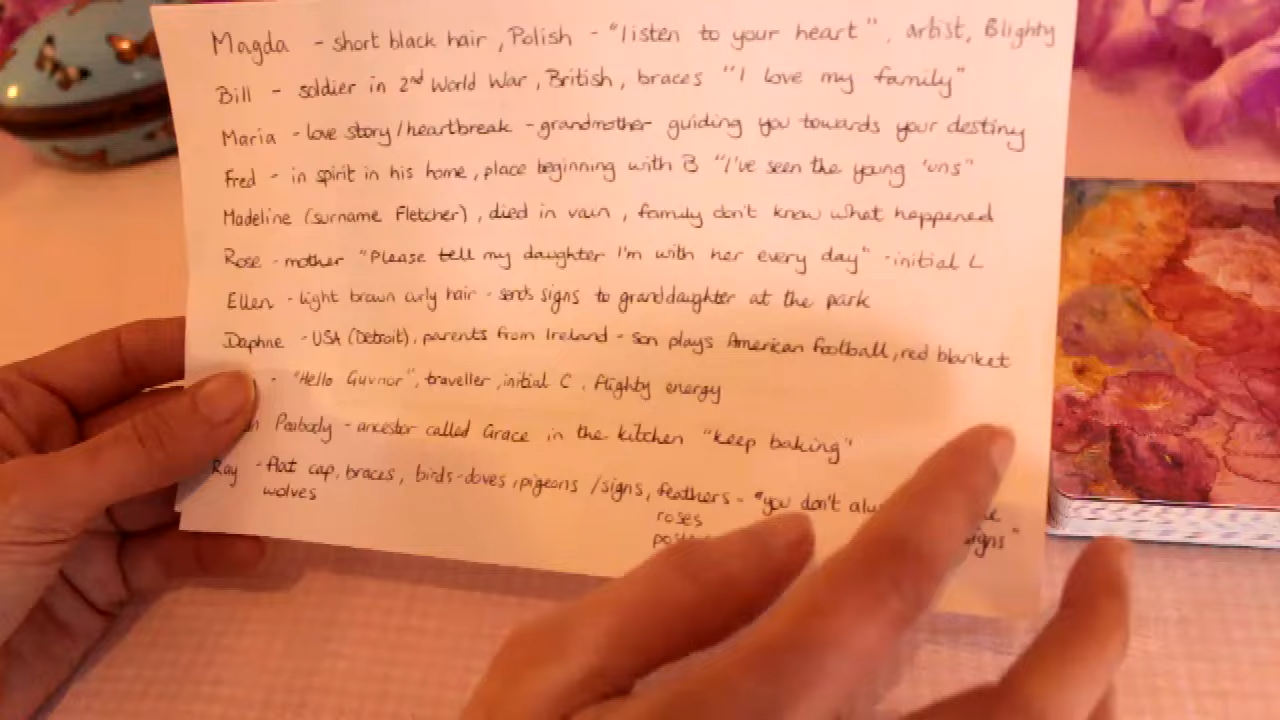 Magda - short black hair, Polish - "listen to your heart", artist, Blighty
Bill - soldier in 2nd World War, British, braces "I love my family"
Maria - love story/heartbreak - grandmother guiding you towards your destiny
Fred - in spirit in his home, place beginning with B "I've seen the young 'uns"
Madeline (surname Fletcher), died in vain, family don't know what happened
Rose - mother "Please tell my daughter I'm with her every day" - initial L
Ellen - light brown curly hair - sends signs to granddaughter at the park
Daphne - USA (Detroit), parents from Ireland - son plays American football, red blanket
- "Hello Guvnor", traveller, initial C, flighty energy
Peabody - ancestor called Grace in the kitchen "keep baking"
Ray - flat cap, braces, birds - doves, pigeons / signs, feathers - "you don't
wolves roses